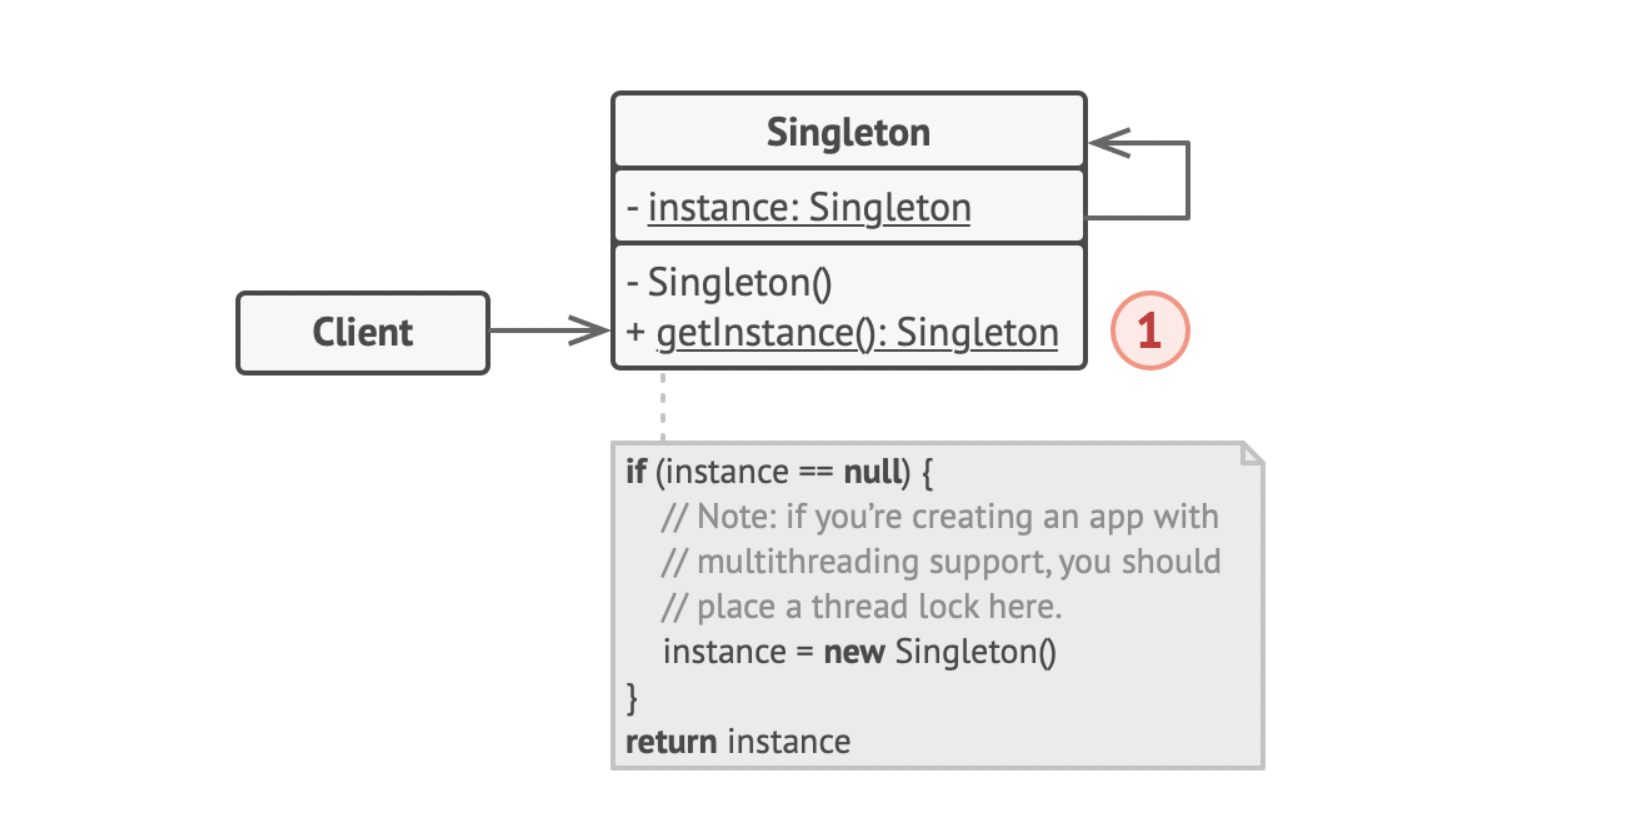 Singleton
- instance: Singleton
- Singleton()
+ getInstance(): Singleton
Client
1
if (instance == null) {
// Note: if you’re creating an app with
// multithreading support, you should
// place a thread lock here.
instance = new Singleton()
}
return instance